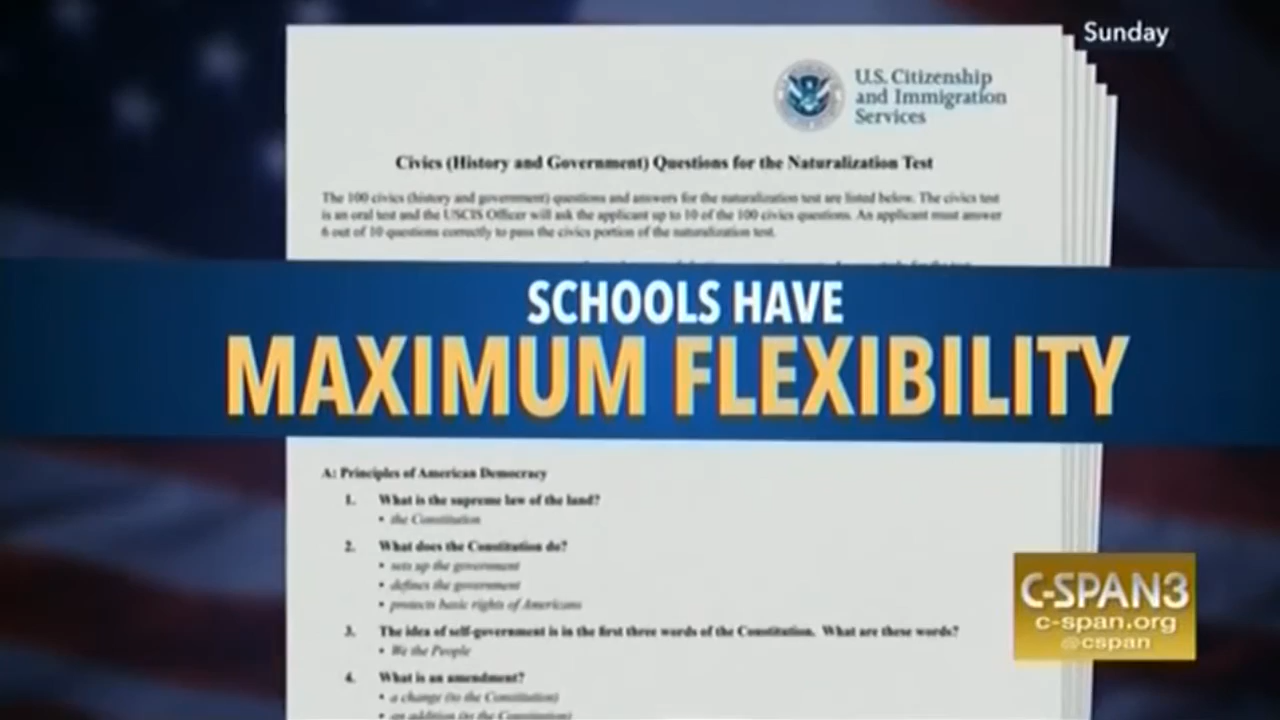 Sunday
U.S. Citizenship
and Immigration
Services
Civics (History and Government) Questions for the Naturalization Test
The 100 civics (history and government) questions and answers for the naturalization test are listed below. The civics test
is an oral test and the USCIS Officer will ask the applicant up to 10 of the 100 civics questions. An applicant must answer
6 out of 10 questions correctly to pass the civics portion of the naturalization test.
SCHOOLS HAVE
MAXIMUM FLEXIBILITY
A: Principles of American Democracy
1. What is the supreme law of the land?
• the Constitution
2. What does the Constitution do?
• sets up the government
• defines the government
• protects basic rights of Americans
3. The idea of self-government is in the first three words of the Constitution. What are these words?
• We the People
4. What is an amendment?
• a change (to the Constitution)
• an addition (to the Constitution)
C-SPAN3
c-span.org
@cspan